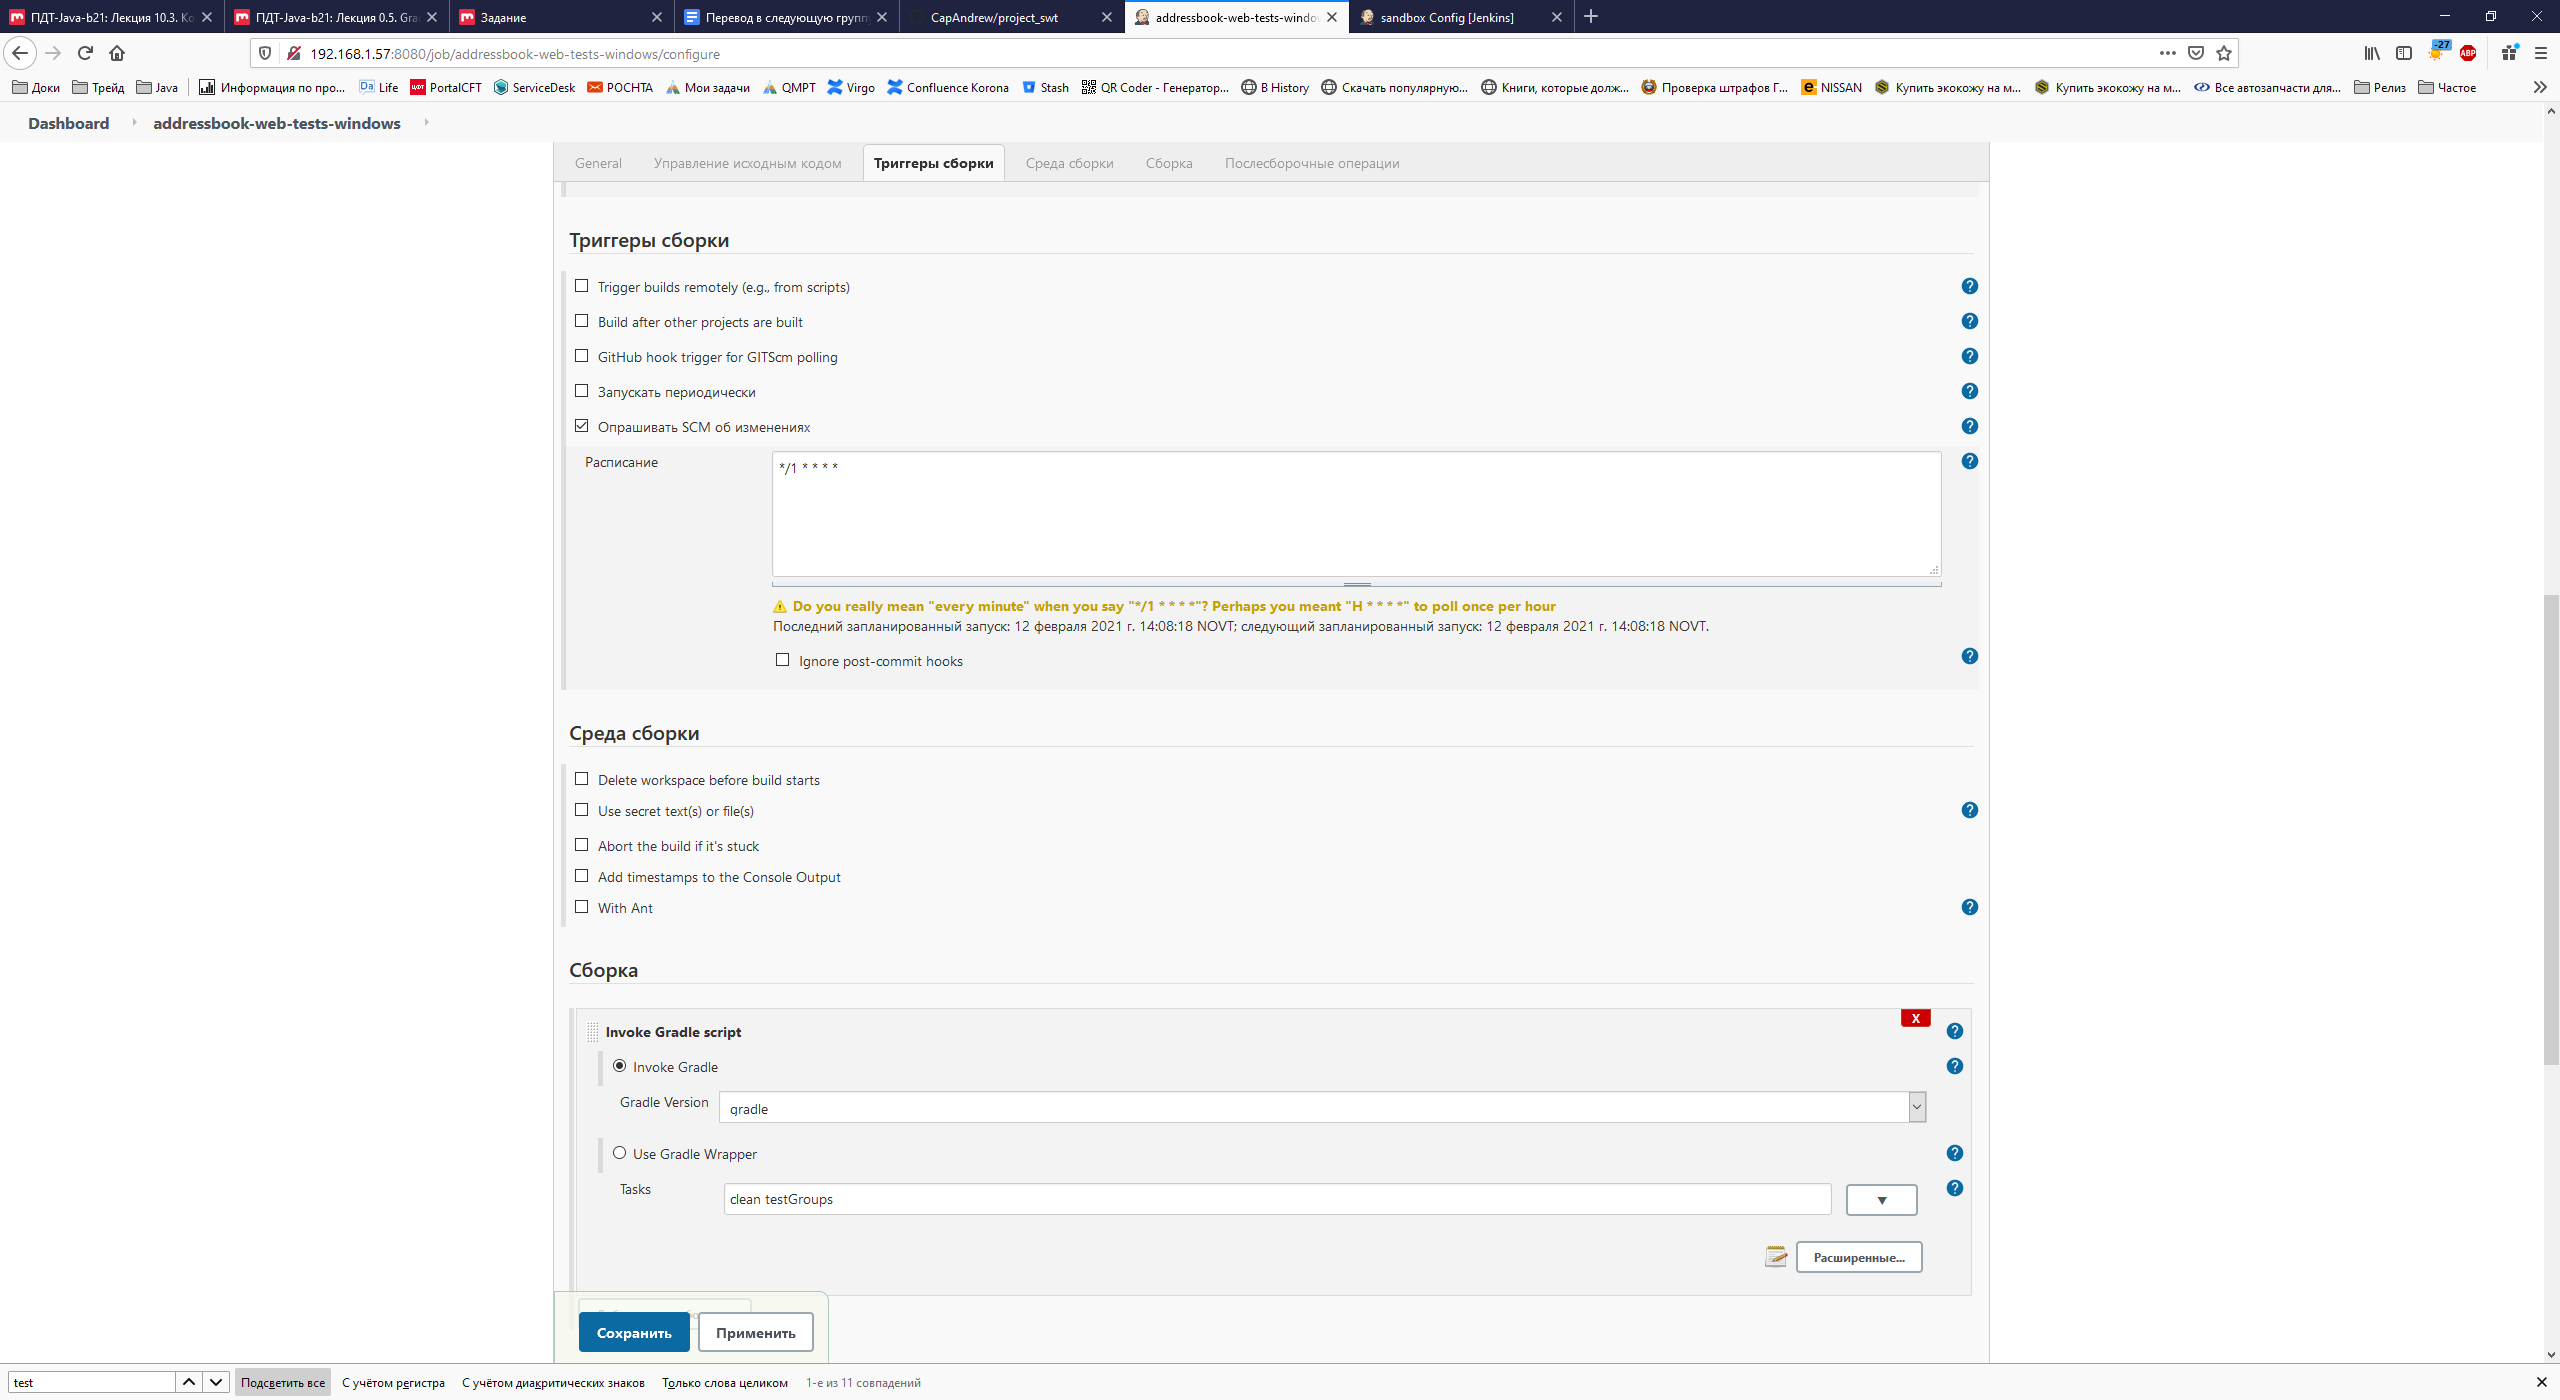 ПДТ-Java-b21: Лекция 10.3. Ко
ПДТ-Java-b21: Лекция 0.5. Gra
Задание
Перевод в следующую групп
CapAndrew/project_swt
addressbook-web-tests-windo
sandbox Config [Jenkins]
192.168.1.57:8080/job/addressbook-web-tests-windows/configure
-27
ABP
Доки
Трейд
Java
Информация по про...
Da Life
PortalCFT
ServiceDesk
POCHTA
Мои задачи
QMPT
Virgo
Confluence Korona
Stash
QR Coder - Генератор...
В History
Скачать популярную...
Книги, которые долж...
Проверка штрафов Г...
NISSAN
Купить экокожу на м...
Купить экокожу на м...
Все автозапчасти для...
Релиз
Частое
Dashboard
addressbook-web-tests-windows
General
Управление исходным кодом
Триггеры сборки
Среда сборки
Сборка
Послесборочные операции
Триггеры сборки
Trigger builds remotely (e.g., from scripts)
Build after other projects are built
GitHub hook trigger for GITScm polling
Запускать периодически
Опрашивать SCM об изменениях
Расписание
*/1 * * * *
Do you really mean "every minute" when you say "*/1 * * * *"? Perhaps you meant "H * * * *" to poll once per hour
Последний запланированный запуск: 12 февраля 2021 г. 14:08:18 NOVT; следующий запланированный запуск: 12 февраля 2021 г. 14:08:18 NOVT.
Ignore post-commit hooks
Среда сборки
Delete workspace before build starts
Use secret text(s) or file(s)
Abort the build if it's stuck
Add timestamps to the Console Output
With Ant
Сборка
X
Invoke Gradle script
Invoke Gradle
Gradle Version
gradle
Use Gradle Wrapper
Tasks
clean testGroups
Расширенные...
Сохранить
Применить
test
Подсветить все
С учётом регистра
С учётом диакритических знаков
Только слова целиком
1-е из 11 совпадений